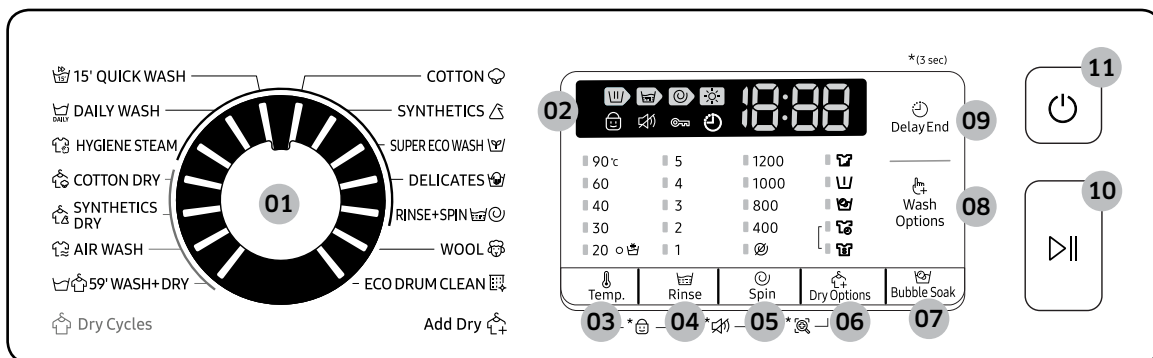 *(3 sec)
11
15' QUICK WASH
COTTON
02
18:88
Delay End
09
DAILY WASH
DAILY
SYNTHETICS
HYGIENE STEAM
SUPER ECO WASH
COTTON DRY
DELICATES
SYNTHETICS
DRY
RINSE+SPIN
AIR WASH
WOOL
59' WASH+DRY
ECO DRUM CLEAN
Dry Cycles
Add Dry
01
90℃ 5 1200
60 4 1000
40 3 800
30 2 400
20 1
Wash
Options
08
10
Temp. Rinse Spin Dry Options Bubble Soak
03 * 04 * 05 * 06 07